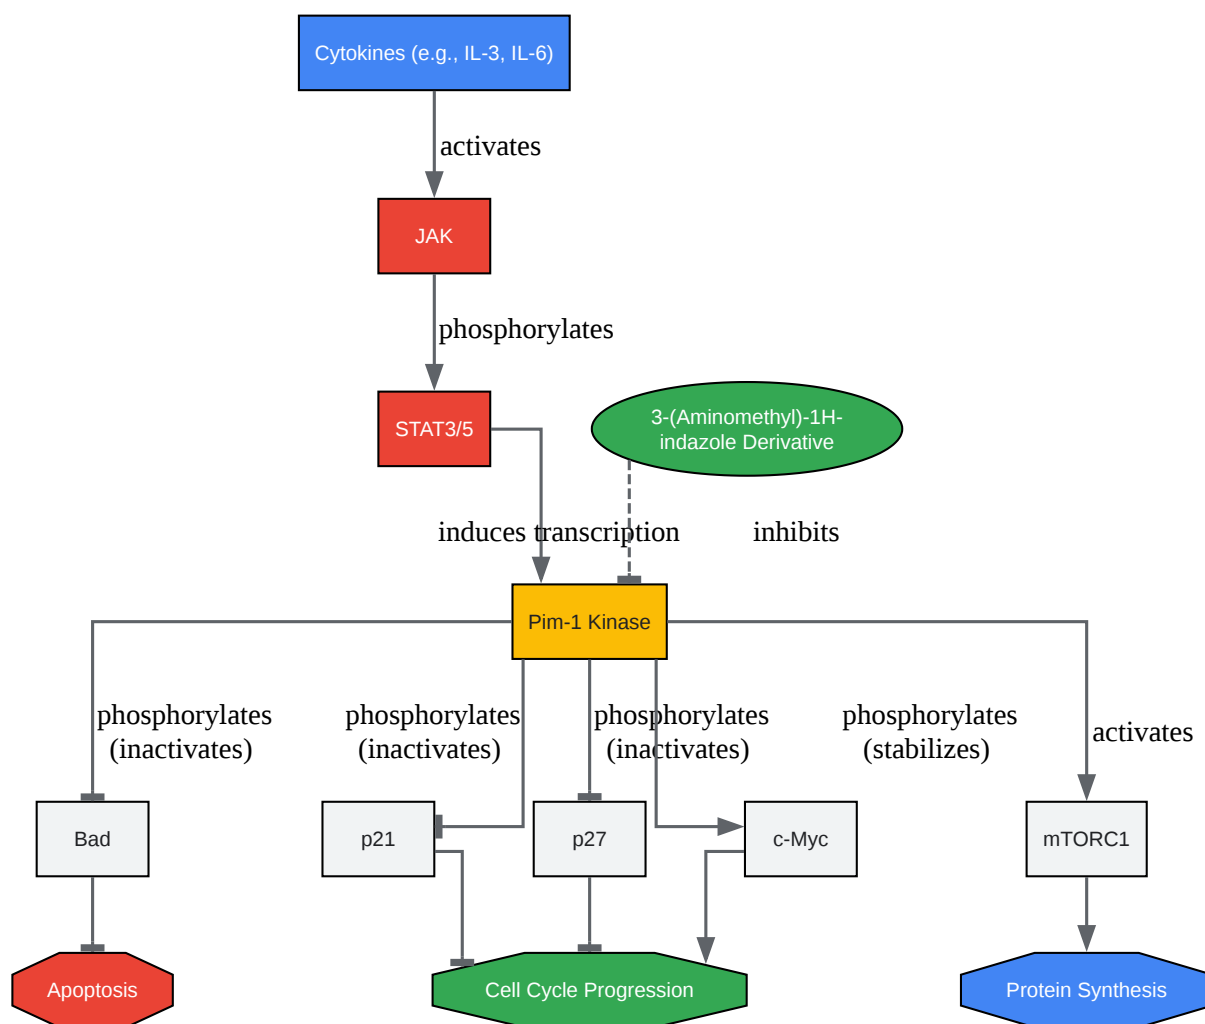 Cytokines (e.g., IL-3, IL-6)
activates
JAK
phosphorylates
STAT3/5
3-(Aminomethyl)-1H-
indazole Derivative
induces transcription
inhibits
Pim-1 Kinase
phosphorylates
(inactivates)
phosphorylates
(inactivates)
phosphorylates
(inactivates)
phosphorylates
(stabilizes)
activates
Bad
p21
p27
c-Myc
mTORC1
Apoptosis
Cell Cycle Progression
Protein Synthesis